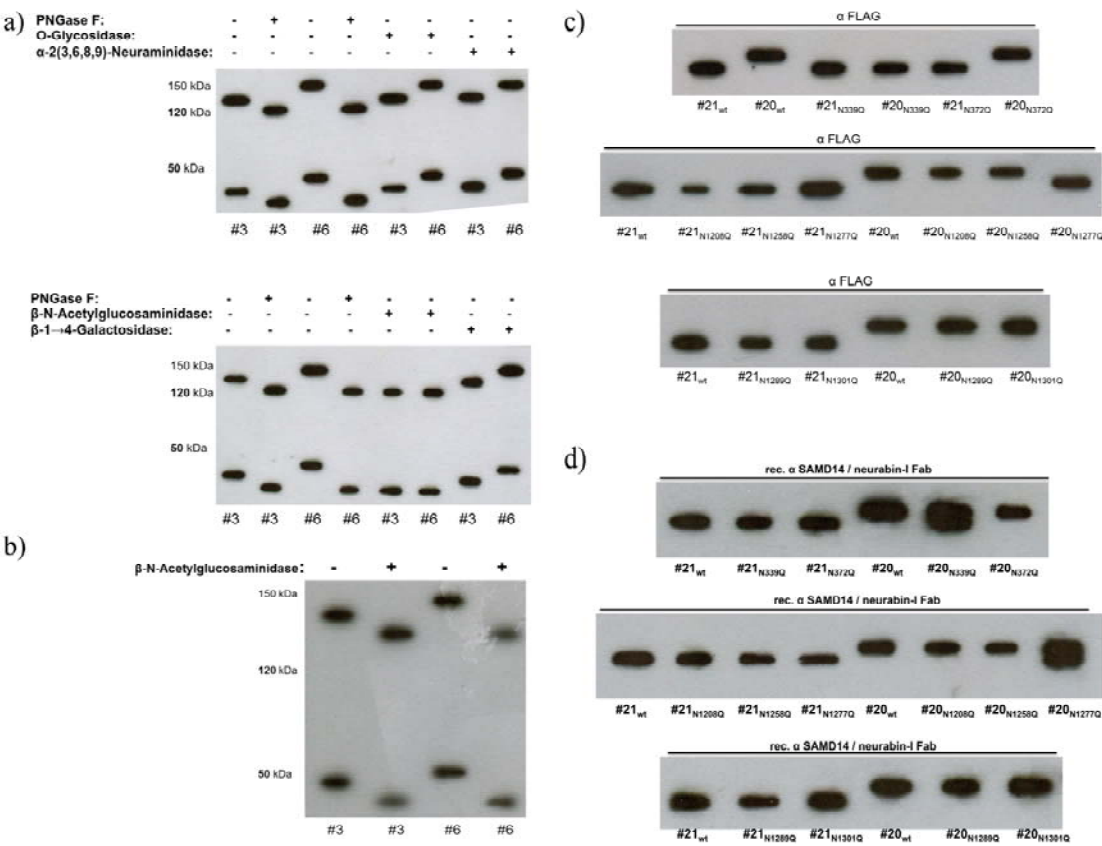 a)
PNGase F: - + - + - - - -
O-Glycosidase: - - - - + + - -
α-2(3,6,8,9)-Neuraminidase: - - - - - - + +
150 kDa
120 kDa
50 kDa
#3 #3 #6 #6 #3 #6 #3 #6
PNGase F: - + - + - - - -
β-N-Acetylglucosaminidase: - - - - + + - -
β-1→4-Galactosidase: - - - - - - + +
150 kDa
120 kDa
50 kDa
#3 #3 #6 #6 #3 #6 #3 #6
b)
β-N-Acetylglucosaminidase: - + - +
150 kDa
120 kDa
50 kDa
#3 #3 #6 #6
c)
α FLAG
#21wt #20wt #21N339Q #20N339Q #21N372Q #20N372Q
α FLAG
#21wt #21N1208Q #21N1258Q #21N1277Q #20wt #20N1208Q #20N1258Q #20N1277Q
α FLAG
#21wt #21N1289Q #21N1301Q #20wt #20N1289Q #20N1301Q
d)
rec. α SAMD14 / neurabin-I Fab
#21wt #21N339Q #21N372Q #20wt #20N339Q #20N372Q
rec. α SAMD14 / neurabin-I Fab
#21wt #21N1208Q #21N1258Q #21N1277Q #20wt #20N1208Q #20N1258Q #20N1277Q
rec. α SAMD14 / neurabin-I Fab
#21wt #21N1289Q #21N1301Q #20wt #20N1289Q #20N1301Q